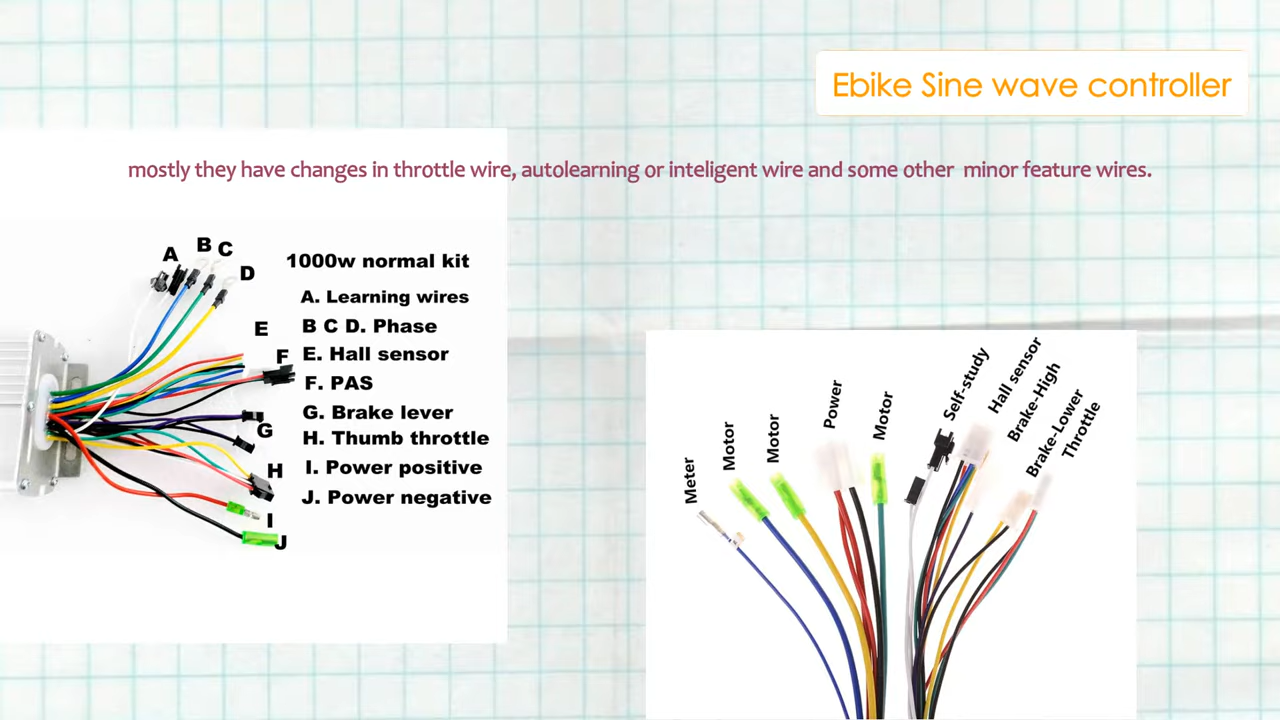 Ebike Sine wave controller
mostly they have changes in throttle wire, autolearning or inteligent wire and some other minor feature wires.
A
B
C
D
E
F
G
H
I
J
1000w normal kit
A. Learning wires
B C D. Phase
E. Hall sensor
F. PAS
G. Brake lever
H. Thumb throttle
I. Power positive
J. Power negative
Meter
Motor
Motor
Power
Motor
Self-study
Hall sensor
Brake-High
Brake-Lower
Throttle